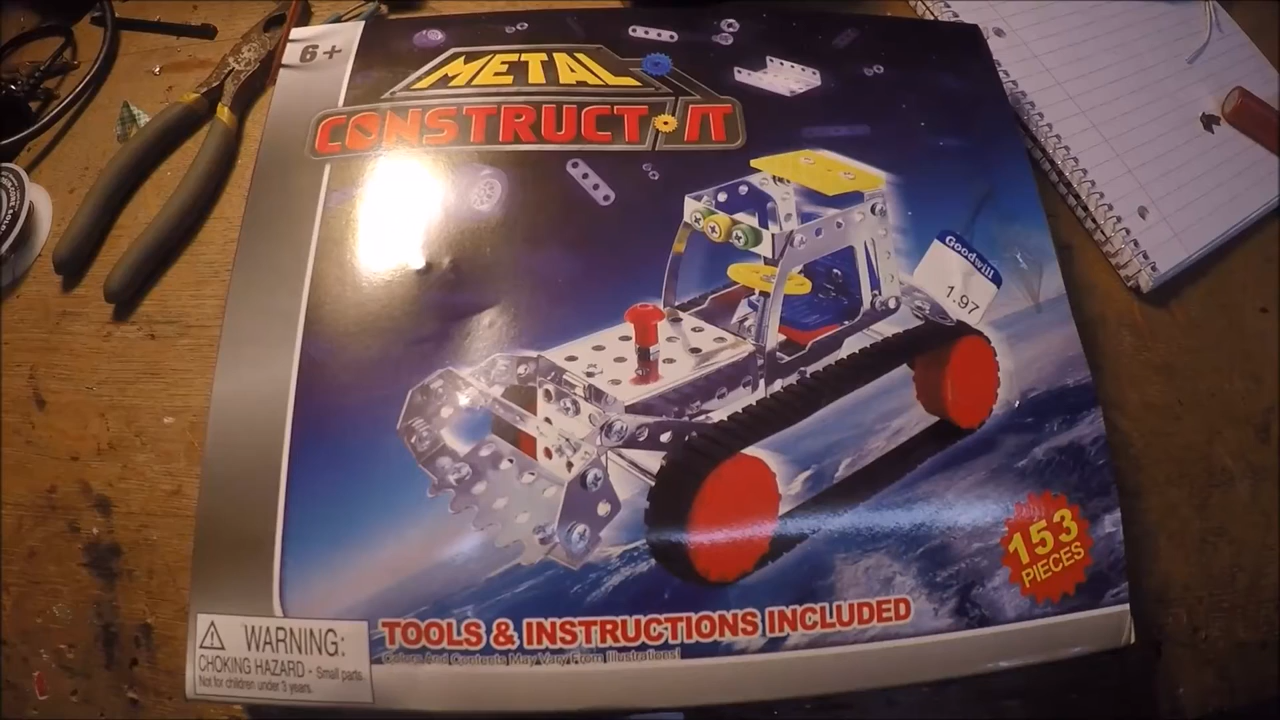 6+
METAL
CONSTRUCT·IT
Goodwill
1.97
153
PIECES
TOOLS & INSTRUCTIONS INCLUDED
Colors And Contents May Vary From Illustrations!
WARNING:
CHOKING HAZARD - Small parts.
Not for children under 3 years.